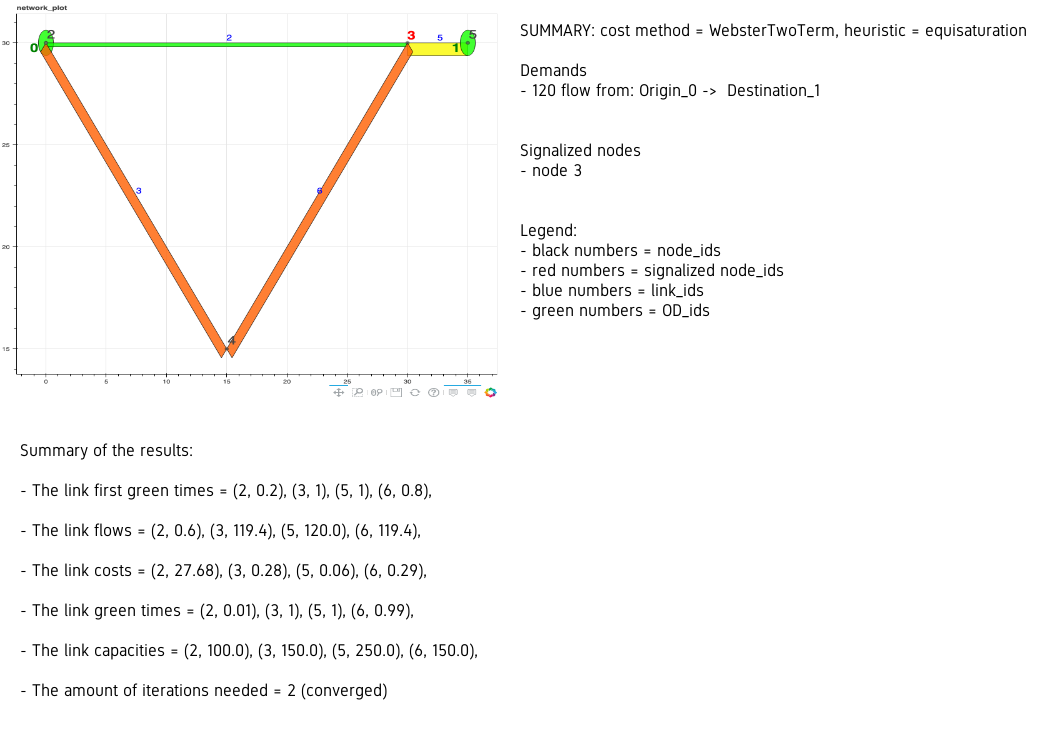 network_plot
30
25
20
15
0
5
10
15
20
25
30
35
0
2
2
3
5
1
5
3
6
4
SUMMARY: cost method = WebsterTwoTerm, heuristic = equisaturation
Demands
- 120 flow from: Origin_0 -> Destination_1
Signalized nodes
- node 3
Legend:
- black numbers = node_ids
- red numbers = signalized node_ids
- blue numbers = link_ids
- green numbers = OD_ids
Summary of the results:
- The link first green times = (2, 0.2), (3, 1), (5, 1), (6, 0.8),
- The link flows = (2, 0.6), (3, 119.4), (5, 120.0), (6, 119.4),
- The link costs = (2, 27.68), (3, 0.28), (5, 0.06), (6, 0.29),
- The link green times = (2, 0.01), (3, 1), (5, 1), (6, 0.99),
- The link capacities = (2, 100.0), (3, 150.0), (5, 250.0), (6, 150.0),
- The amount of iterations needed = 2 (converged)